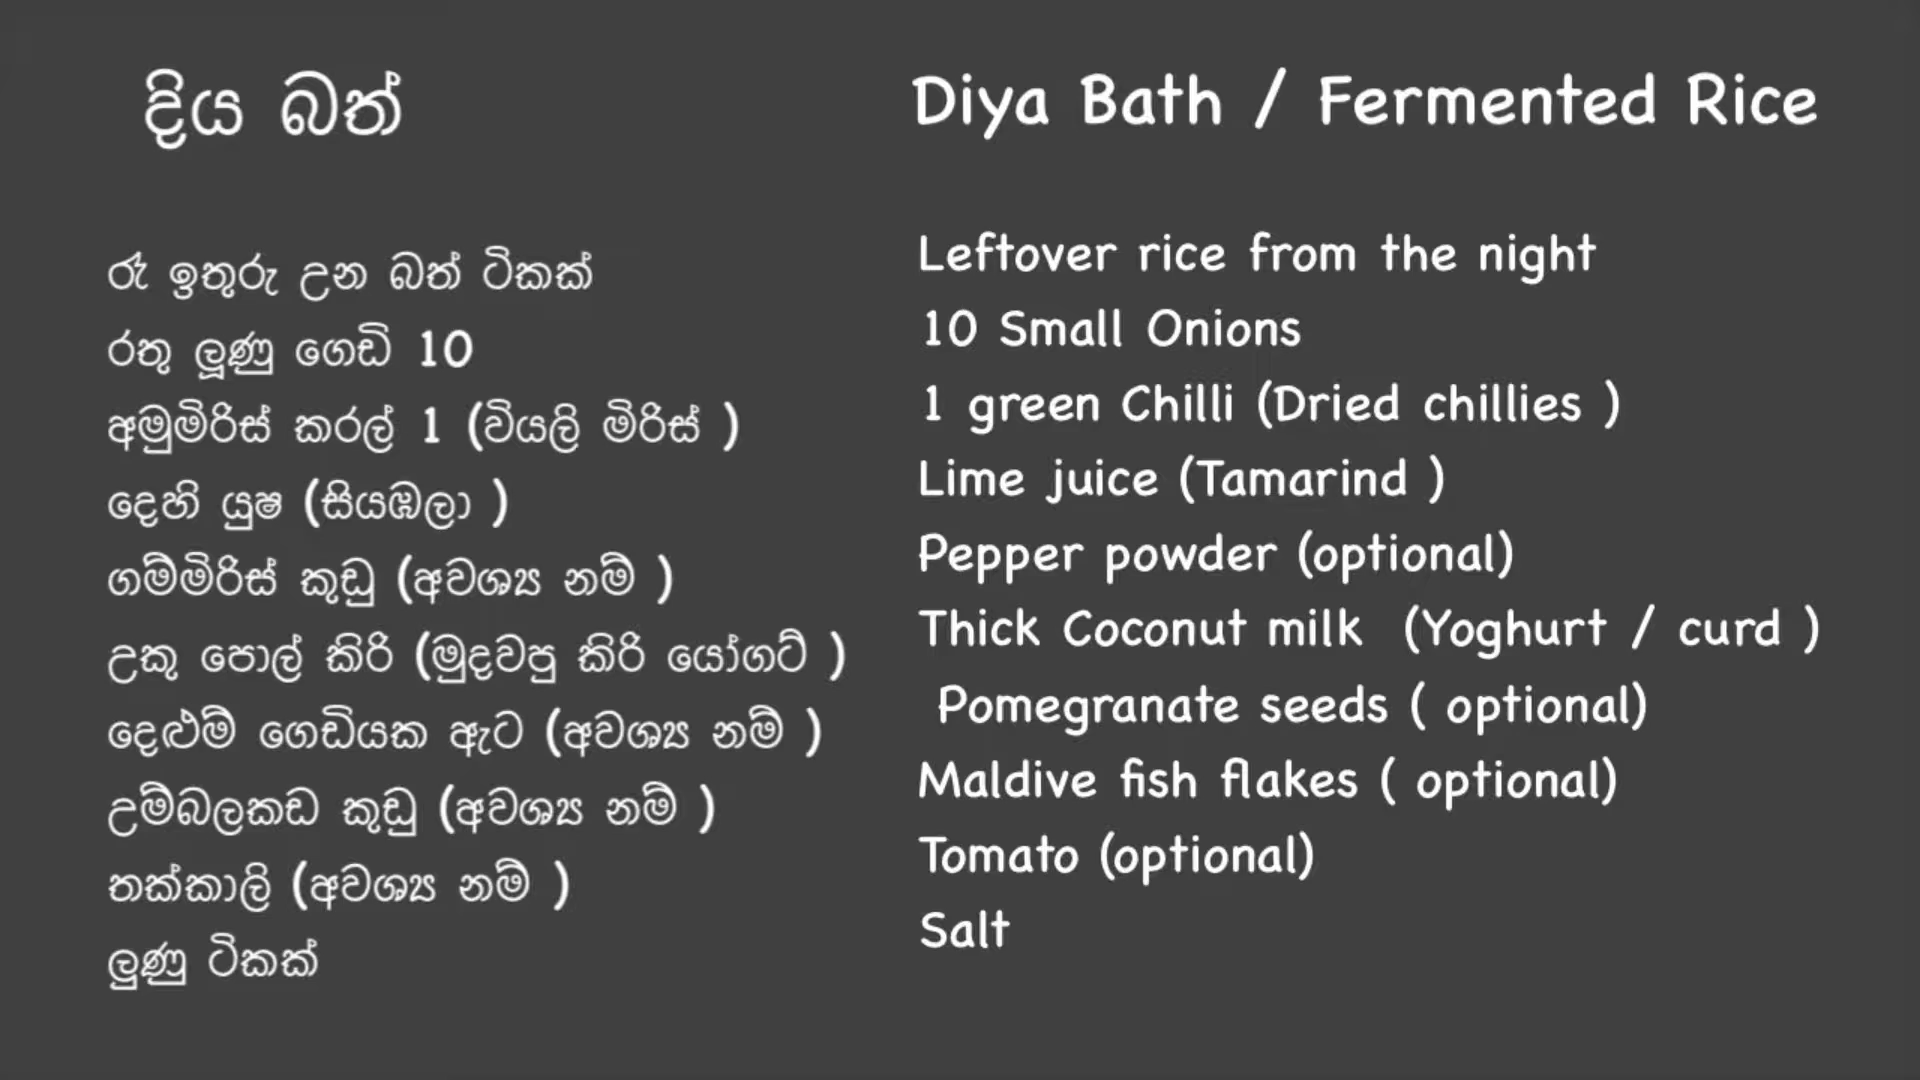 දිය බත්
රෑ ඉතුරු උන බත් ටිකක්
රතු ලූණු ගෙඩි 10
අමුමිරිස් කරල් 1 (වියලි මිරිස් )
දෙහි යුෂ (සියඹලා )
ගම්මිරිස් කුඩු (අවශ්‍ය නම් )
උකු පොල් කිරි (මුදවපු කිරි යෝගට් )
දෙළුම් ගෙඩියක ඇට (අවශ්‍ය නම් )
උම්බලකඩ කුඩු (අවශ්‍ය නම් )
තක්කාලි (අවශ්‍ය නම් )
ලුණු ටිකක්
Diya Bath / Fermented Rice
Leftover rice from the night
10 Small Onions
1 green Chilli (Dried chillies )
Lime juice (Tamarind )
Pepper powder (optional)
Thick Coconut milk (Yoghurt / curd )
Pomegranate seeds ( optional)
Maldive fish flakes ( optional)
Tomato (optional)
Salt